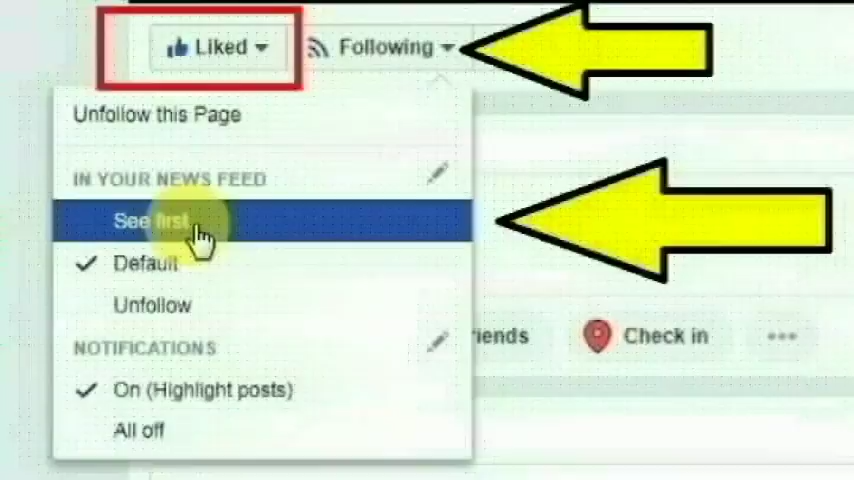 Liked Following
Unfollow this Page
IN YOUR NEWS FEED
See first
Default
Unfollow
NOTIFICATIONS
Check in
On (Highlight posts)
All off